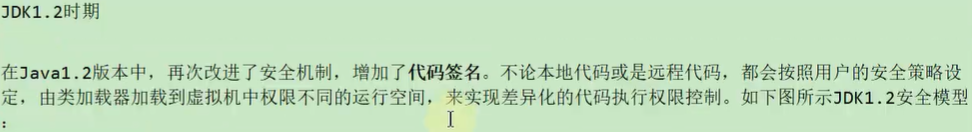 JDK1.2时期
在Java1.2版本中，再次改进了安全机制，增加了代码签名。不论本地代码或是远程代码，都会按照用户的安全策略设
定，由类加载器加载到虚拟机中权限不同的运行空间，来实现差异化的代码执行权限控制。如下图所示JDK1.2安全模型
：